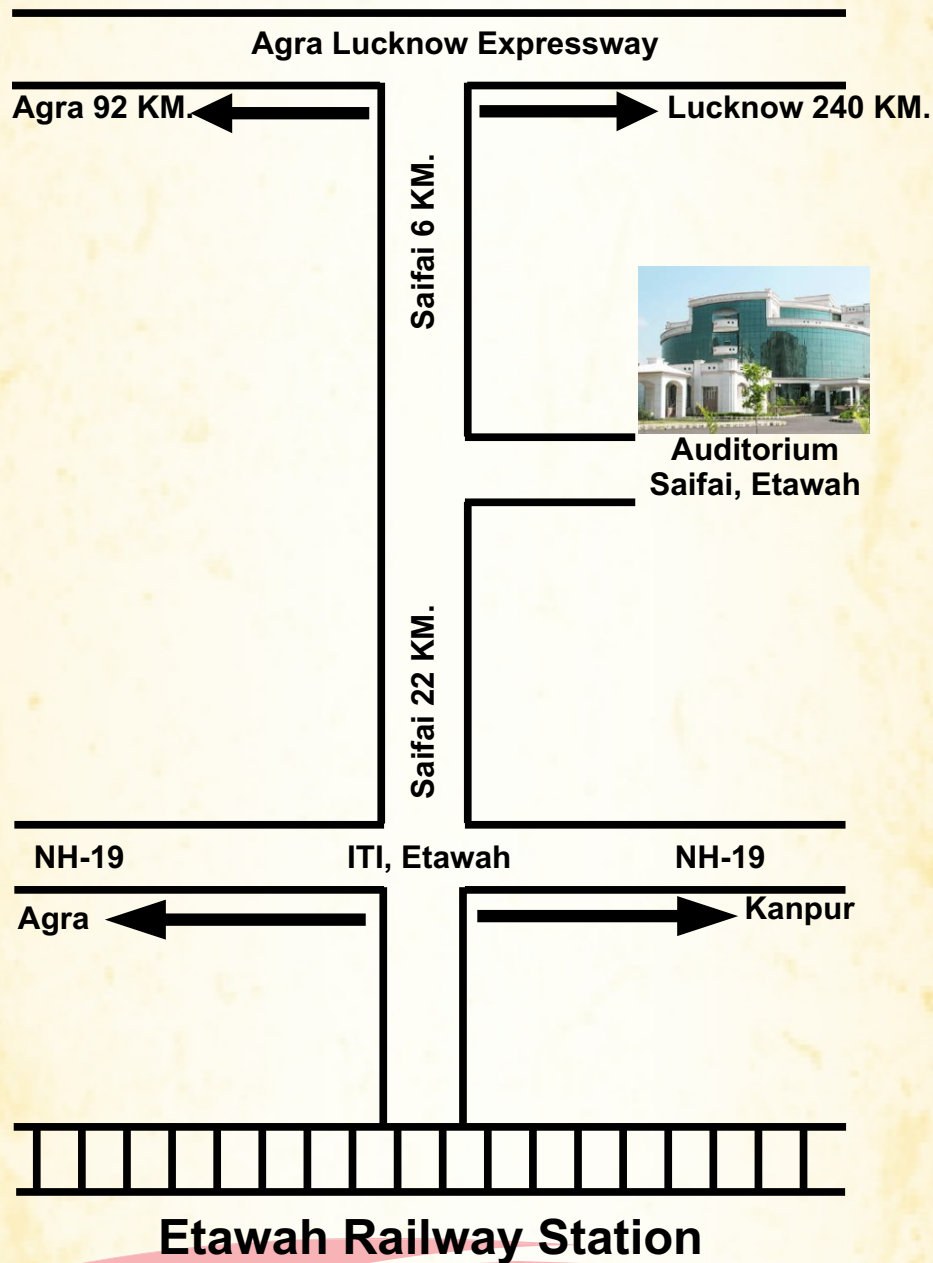 Agra Lucknow Expressway
Agra 92 KM.
Lucknow 240 KM.
Saifai 6 KM.
Auditorium
Saifai, Etawah
Saifai 22 KM.
NH-19
ITI, Etawah
NH-19
Agra
Kanpur
Etawah Railway Station